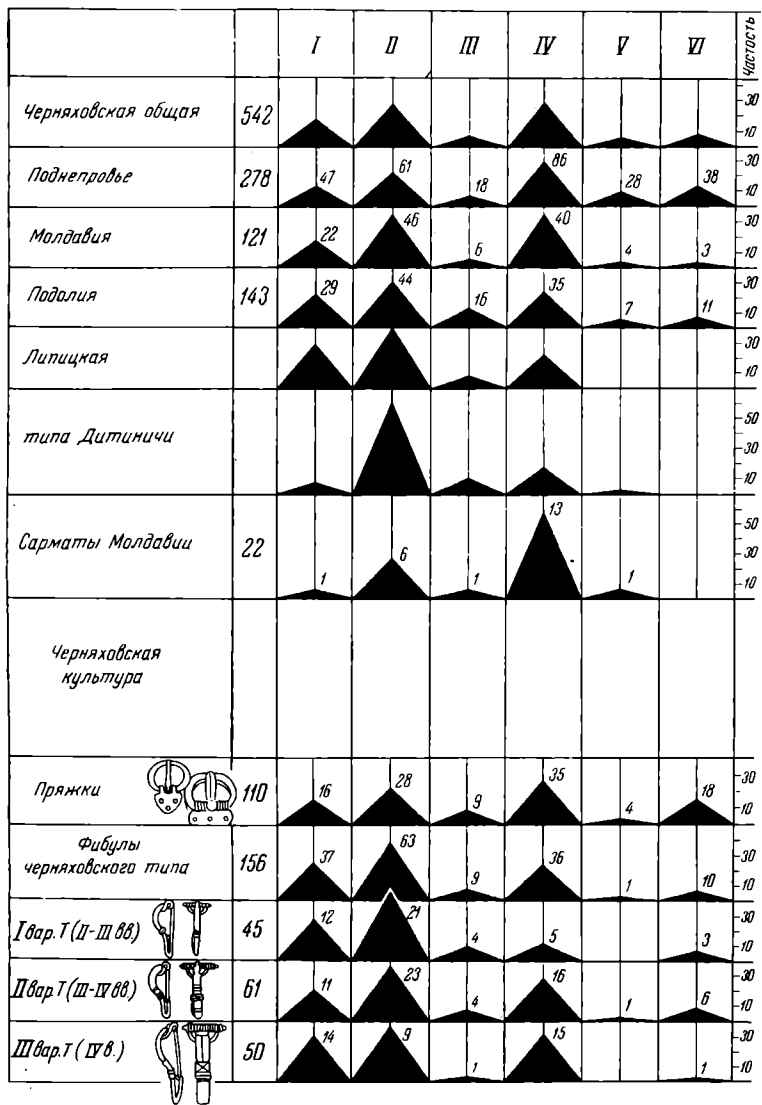 I II III IV V VI Частость
Черняховская общая 542 30 10
Поднепровье 278 47 61 18 86 28 38 30 10
Молдавия 121 22 46 6 40 4 3 30 10
Подолия 143 29 44 16 35 7 11 30 10
Липицкая 30 10
типа Дитиничи 50 30 10
Сарматы Молдавии 22 1 6 1 13 1 50 30 10
Черняховская
культура
Пряжки 110 16 28 9 35 4 18 30 10
Фибулы
черняховского типа 156 37 63 9 36 1 10 30 10
I вар. Т (II-III вв.) 45 12 21 4 5 3 30 10
II вар. Т (III-IV вв.) 61 11 23 4 16 1 6 30 10
III вар. Т (IV в.) 50 14 9 1 15 1 30 10